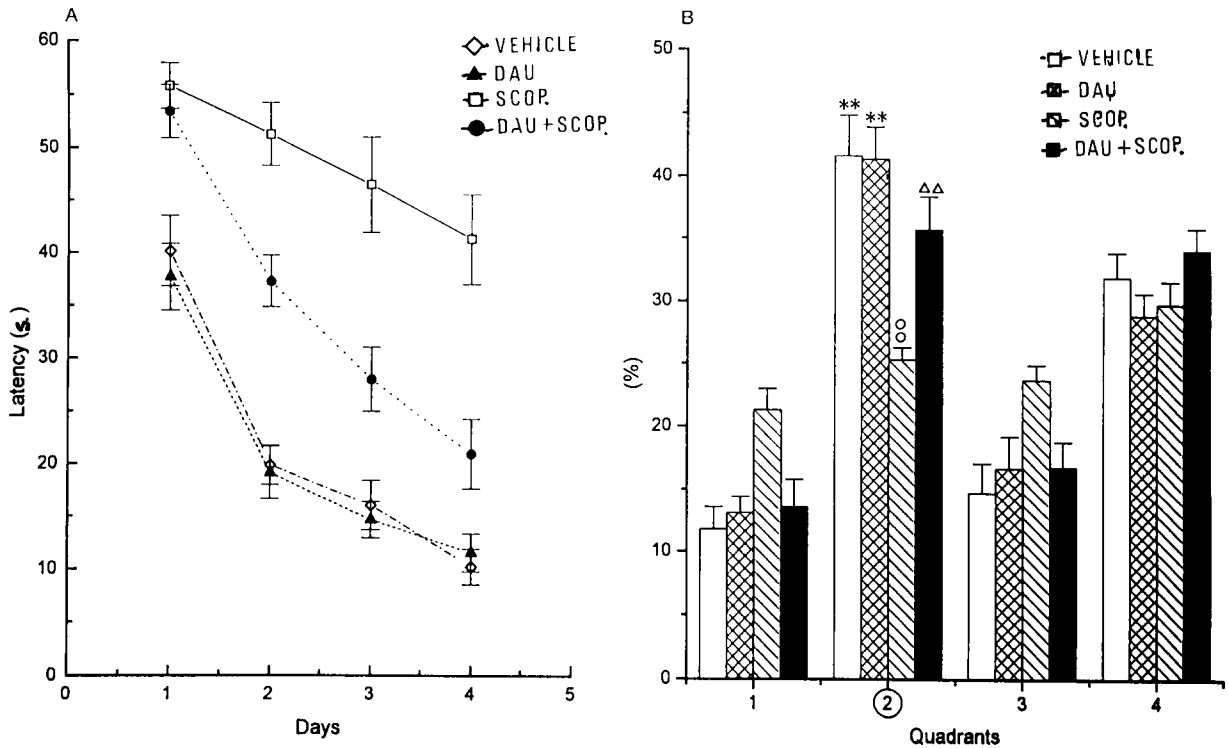 A
60
50
40
30
20
10
0
Latency (s.
0 1 2 3 4 5
Days
VEHICLE
DAU
SCOP.
DAU+SCOP.
B
50
40
30
20
10
0
(%)
1 2 3 4
Quadrants
VEHICLE
DAU
SCOP.
DAU+SCOP.
** **
ΔΔ